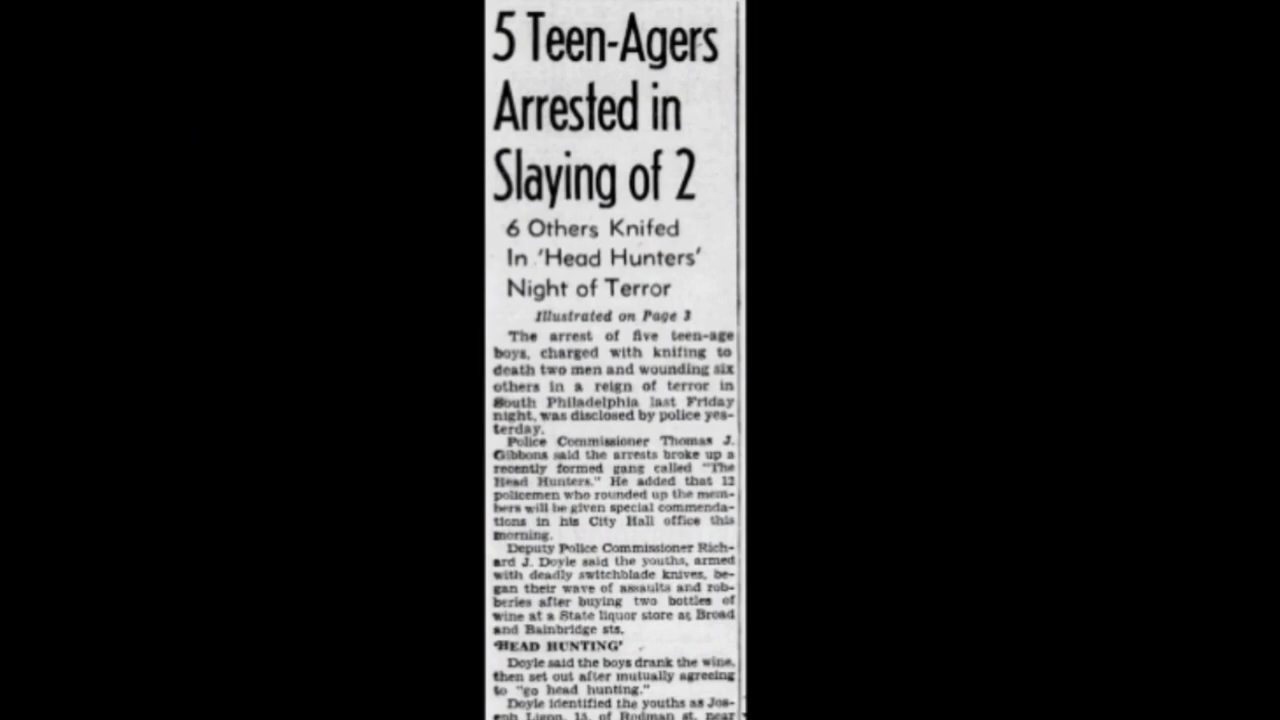 5 Teen-Agers
Arrested in
Slaying of 2
6 Others Knifed
In 'Head Hunters'
Night of Terror
Illustrated on Page 3
The arrest of five teen-age
boys, charged with knifing to
death two men and wounding six
others in a reign of terror in
South Philadelphia last Friday
night, was disclosed by police yes-
terday.
Police Commissioner Thomas J.
Gibbons said the arrests broke up a
recently formed gang called "The
Head Hunters." He added that 12
policemen who rounded up the mem-
bers will be given special commenda-
tions in his City Hall office this
morning.
Deputy Police Commissioner Rich-
ard J. Doyle said the youths, armed
with deadly switchblade knives, be-
gan their wave of assaults and rob-
beries after buying two bottles of
wine at a State liquor store at Broad
and Bainbridge sts.
'HEAD HUNTING'
Doyle said the boys drank the wine,
then set out after mutually agreeing
to "go head hunting."
Doyle identified the youths as Jos-
eph Ligon, 15, of Rodman st. near